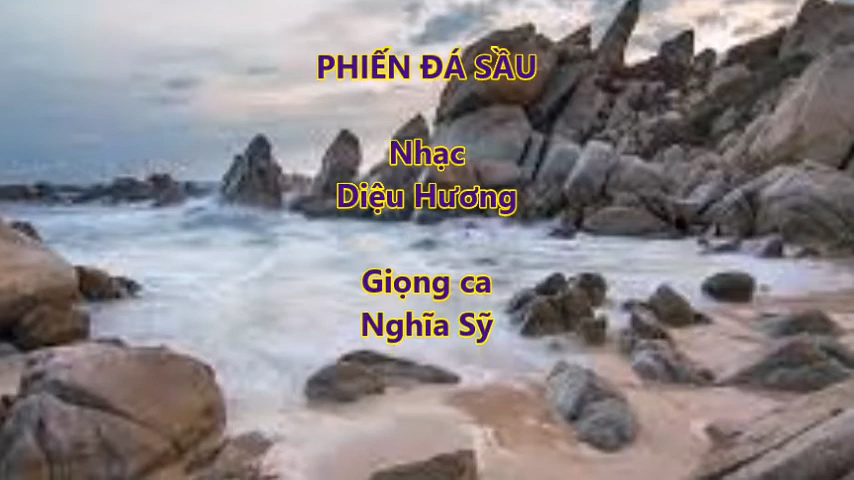 PHIẾN ĐÁ SẦU
Nhạc
Diệu Hương
Giọng ca
Nghĩa Sỹ